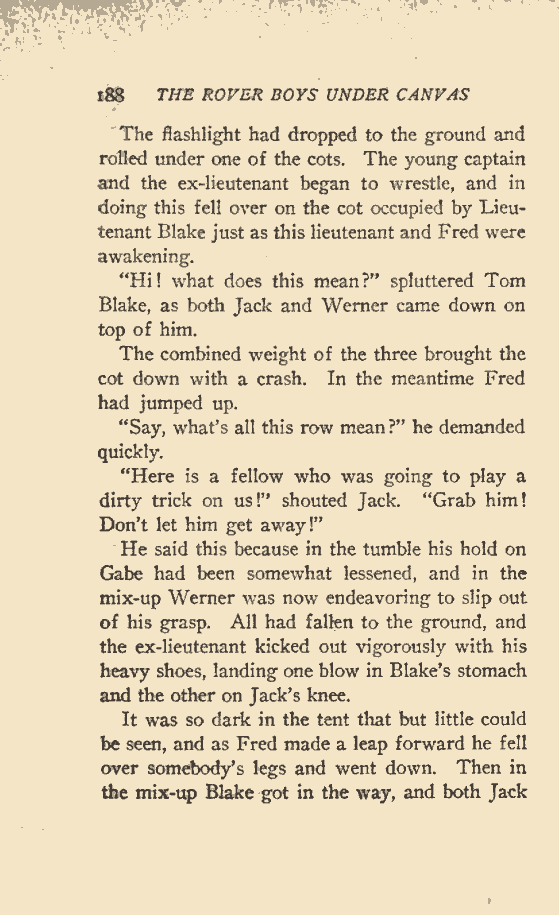 188 THE ROVER BOYS UNDER CANVAS
The flashlight had dropped to the ground and
rolled under one of the cots. The young captain
and the ex-lieutenant began to wrestle, and in
doing this fell over on the cot occupied by Lieu-
tenant Blake just as this lieutenant and Fred were
awakening.
"Hi! what does this mean?" spluttered Tom
Blake, as both Jack and Werner came down on
top of him.
The combined weight of the three brought the
cot down with a crash. In the meantime Fred
had jumped up.
"Say, what's all this row mean?" he demanded
quickly.
"Here is a fellow who was going to play a
dirty trick on us!" shouted Jack. "Grab him!
Don't let him get away!"
He said this because in the tumble his hold on
Gabe had been somewhat lessened, and in the
mix-up Werner was now endeavoring to slip out
of his grasp. All had fallen to the ground, and
the ex-lieutenant kicked out vigorously with his
heavy shoes, landing one blow in Blake's stomach
and the other on Jack's knee.
It was so dark in the tent that but little could
be seen, and as Fred made a leap forward he fell
over somebody's legs and went down. Then in
the mix-up Blake got in the way, and both Jack